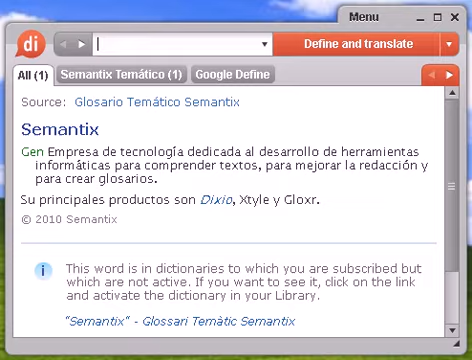 Menu
di
Define and translate
All (1)
Semantix Temático (1)
Google Define
Source: Glosario Temático Semantix
Semantix
Gen Empresa de tecnología dedicada al desarrollo de herramientas
informáticas para comprender textos, para mejorar la redacción y
para crear glosarios.
Su principales productos son Dixio, Xtyle y Gloxr.
© 2010 Semantix
i
This word is in dictionaries to which you are subscribed but
which are not active. If you want to see it, click on the link
and activate the dictionary in your Library.
"Semantix" - Glossari Temàtic Semantix